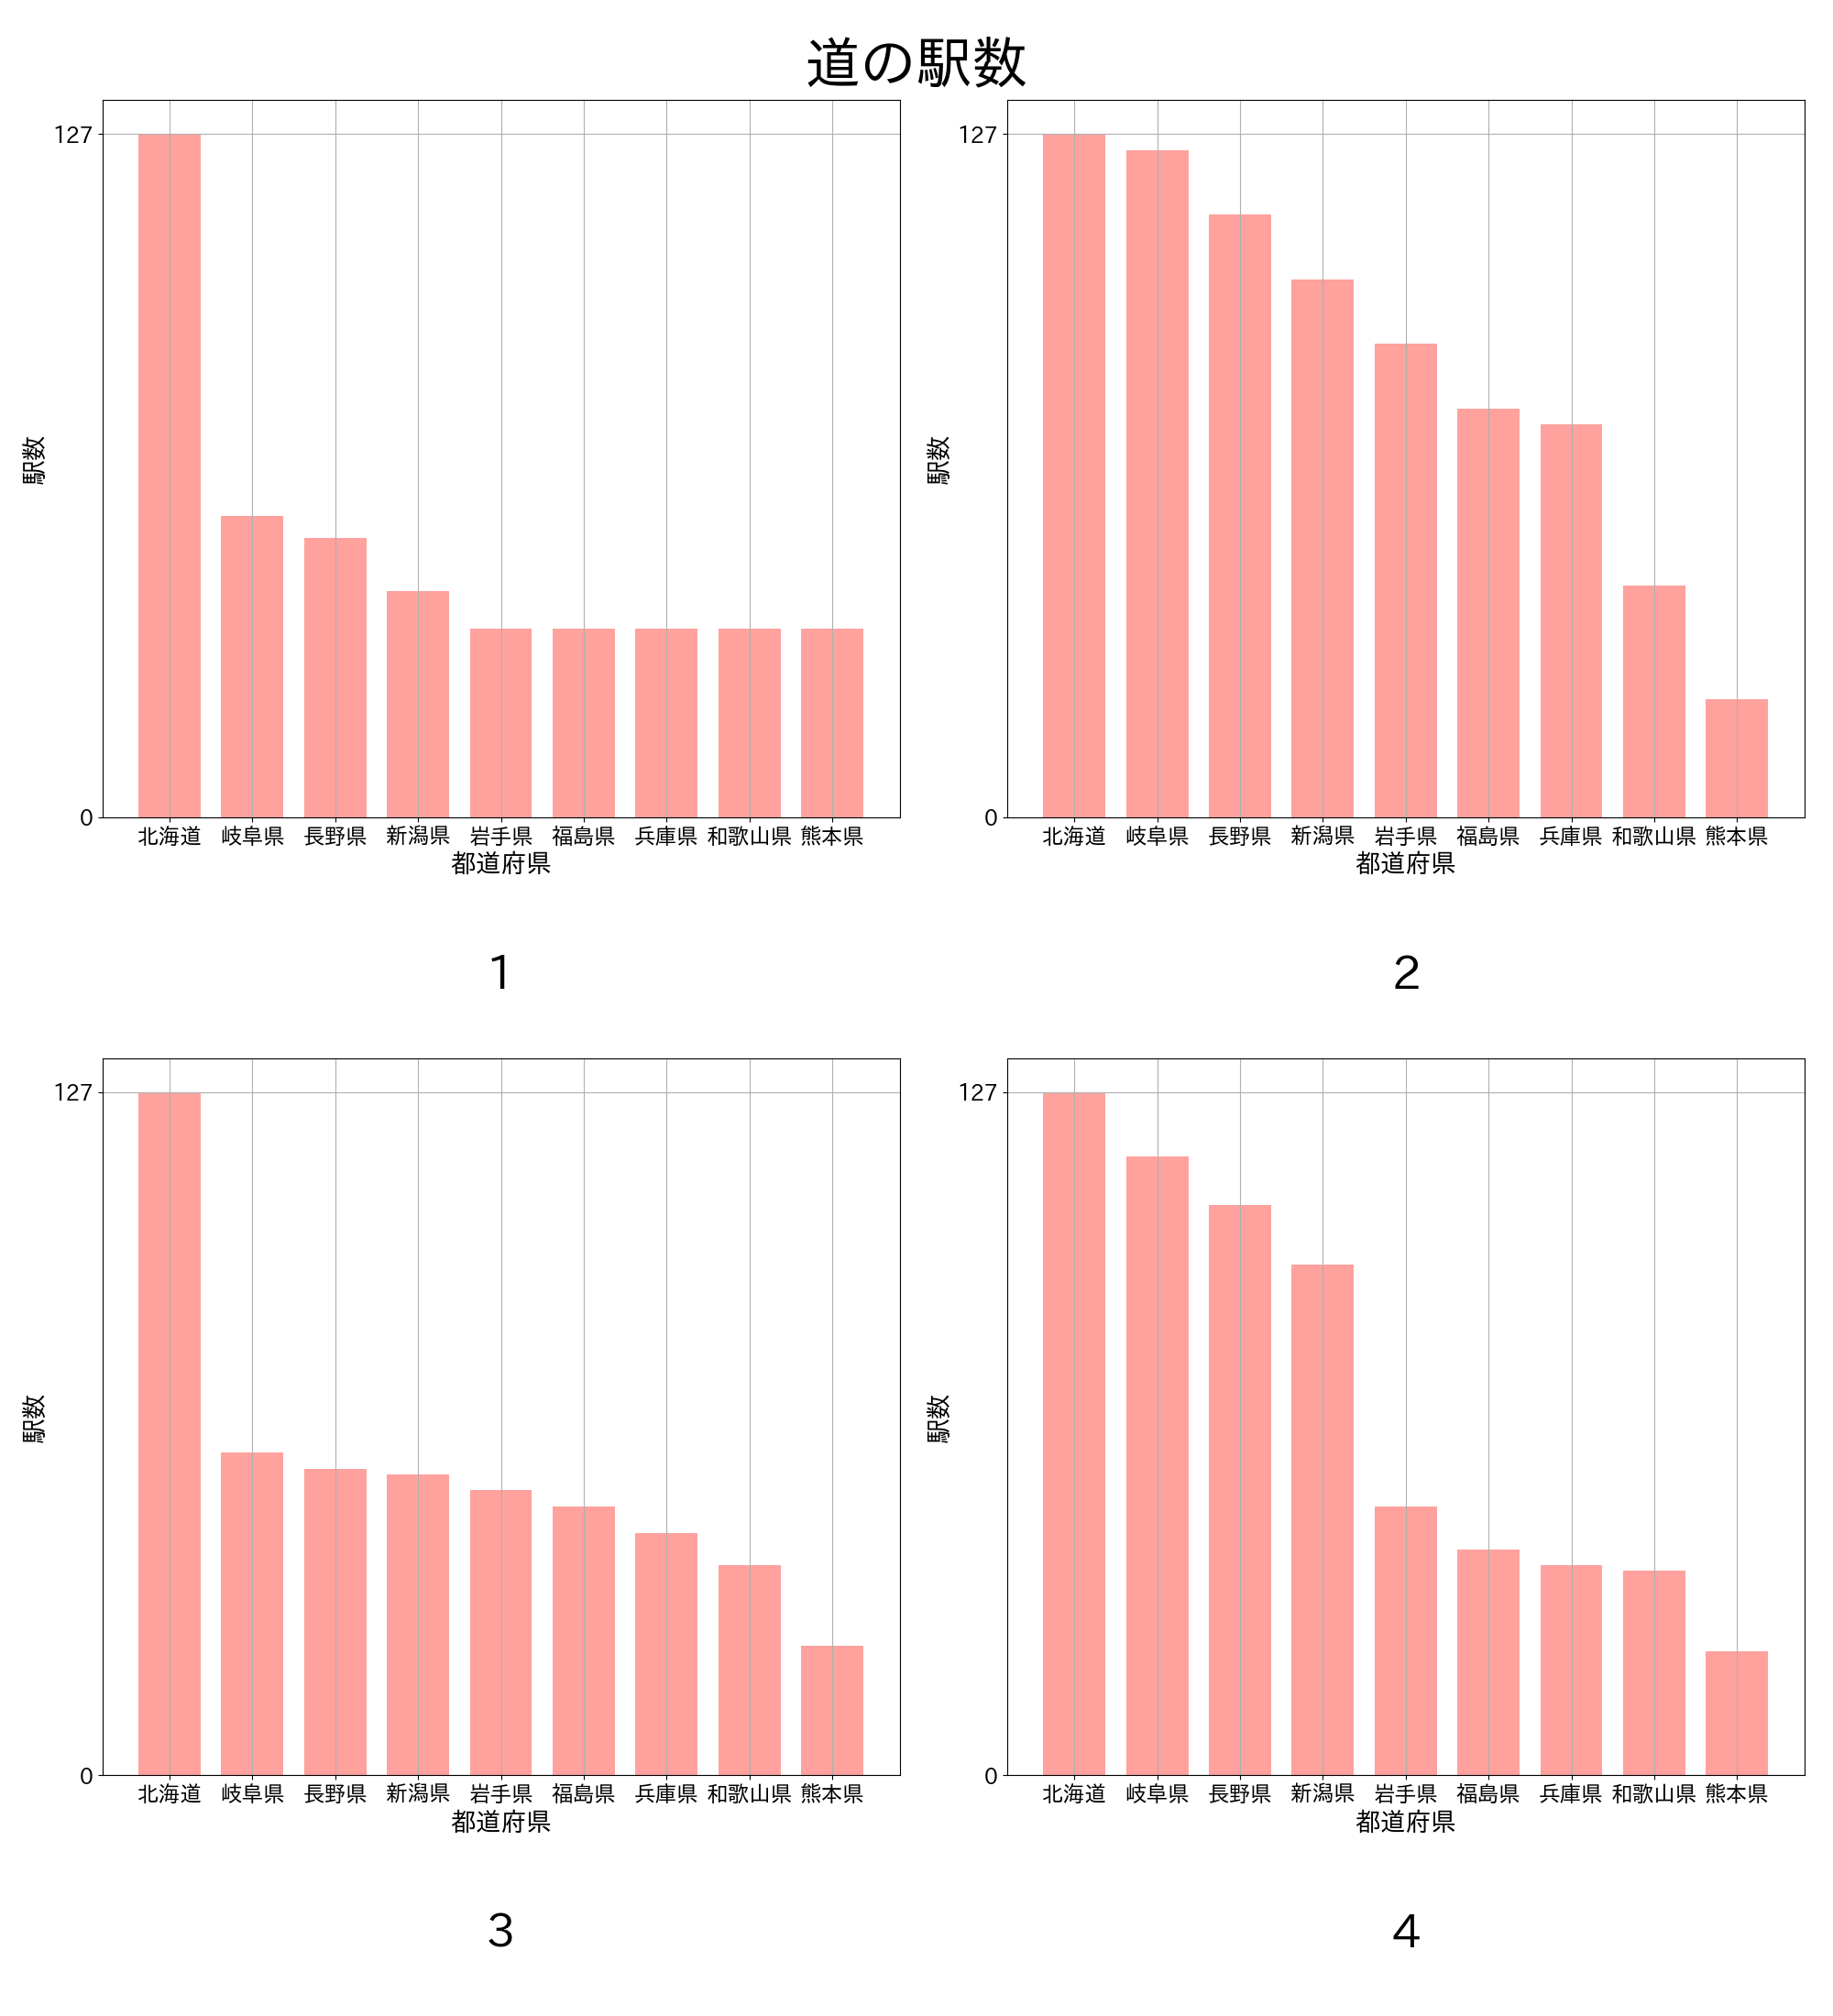 道の駅数
127
駅数
0
北海道 岐阜県 長野県 新潟県 岩手県 福島県 兵庫県 和歌山県 熊本県
都道府県
1
127
駅数
0
北海道 岐阜県 長野県 新潟県 岩手県 福島県 兵庫県 和歌山県 熊本県
都道府県
2
127
駅数
0
北海道 岐阜県 長野県 新潟県 岩手県 福島県 兵庫県 和歌山県 熊本県
都道府県
3
127
駅数
0
北海道 岐阜県 長野県 新潟県 岩手県 福島県 兵庫県 和歌山県 熊本県
都道府県
4